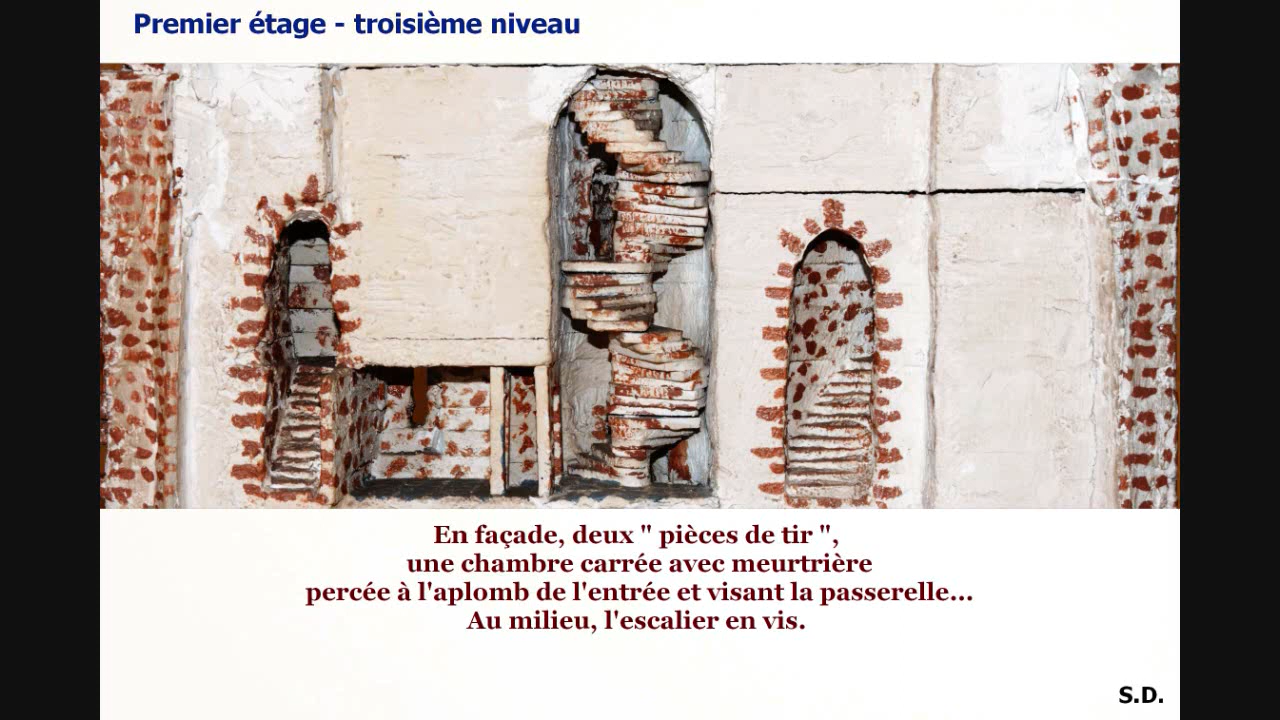 Premier étage - troisième niveau
En façade, deux " pièces de tir ",
une chambre carrée avec meurtrière
percée à l'aplomb de l'entrée et visant la passerelle...
Au milieu, l'escalier en vis.
S.D.